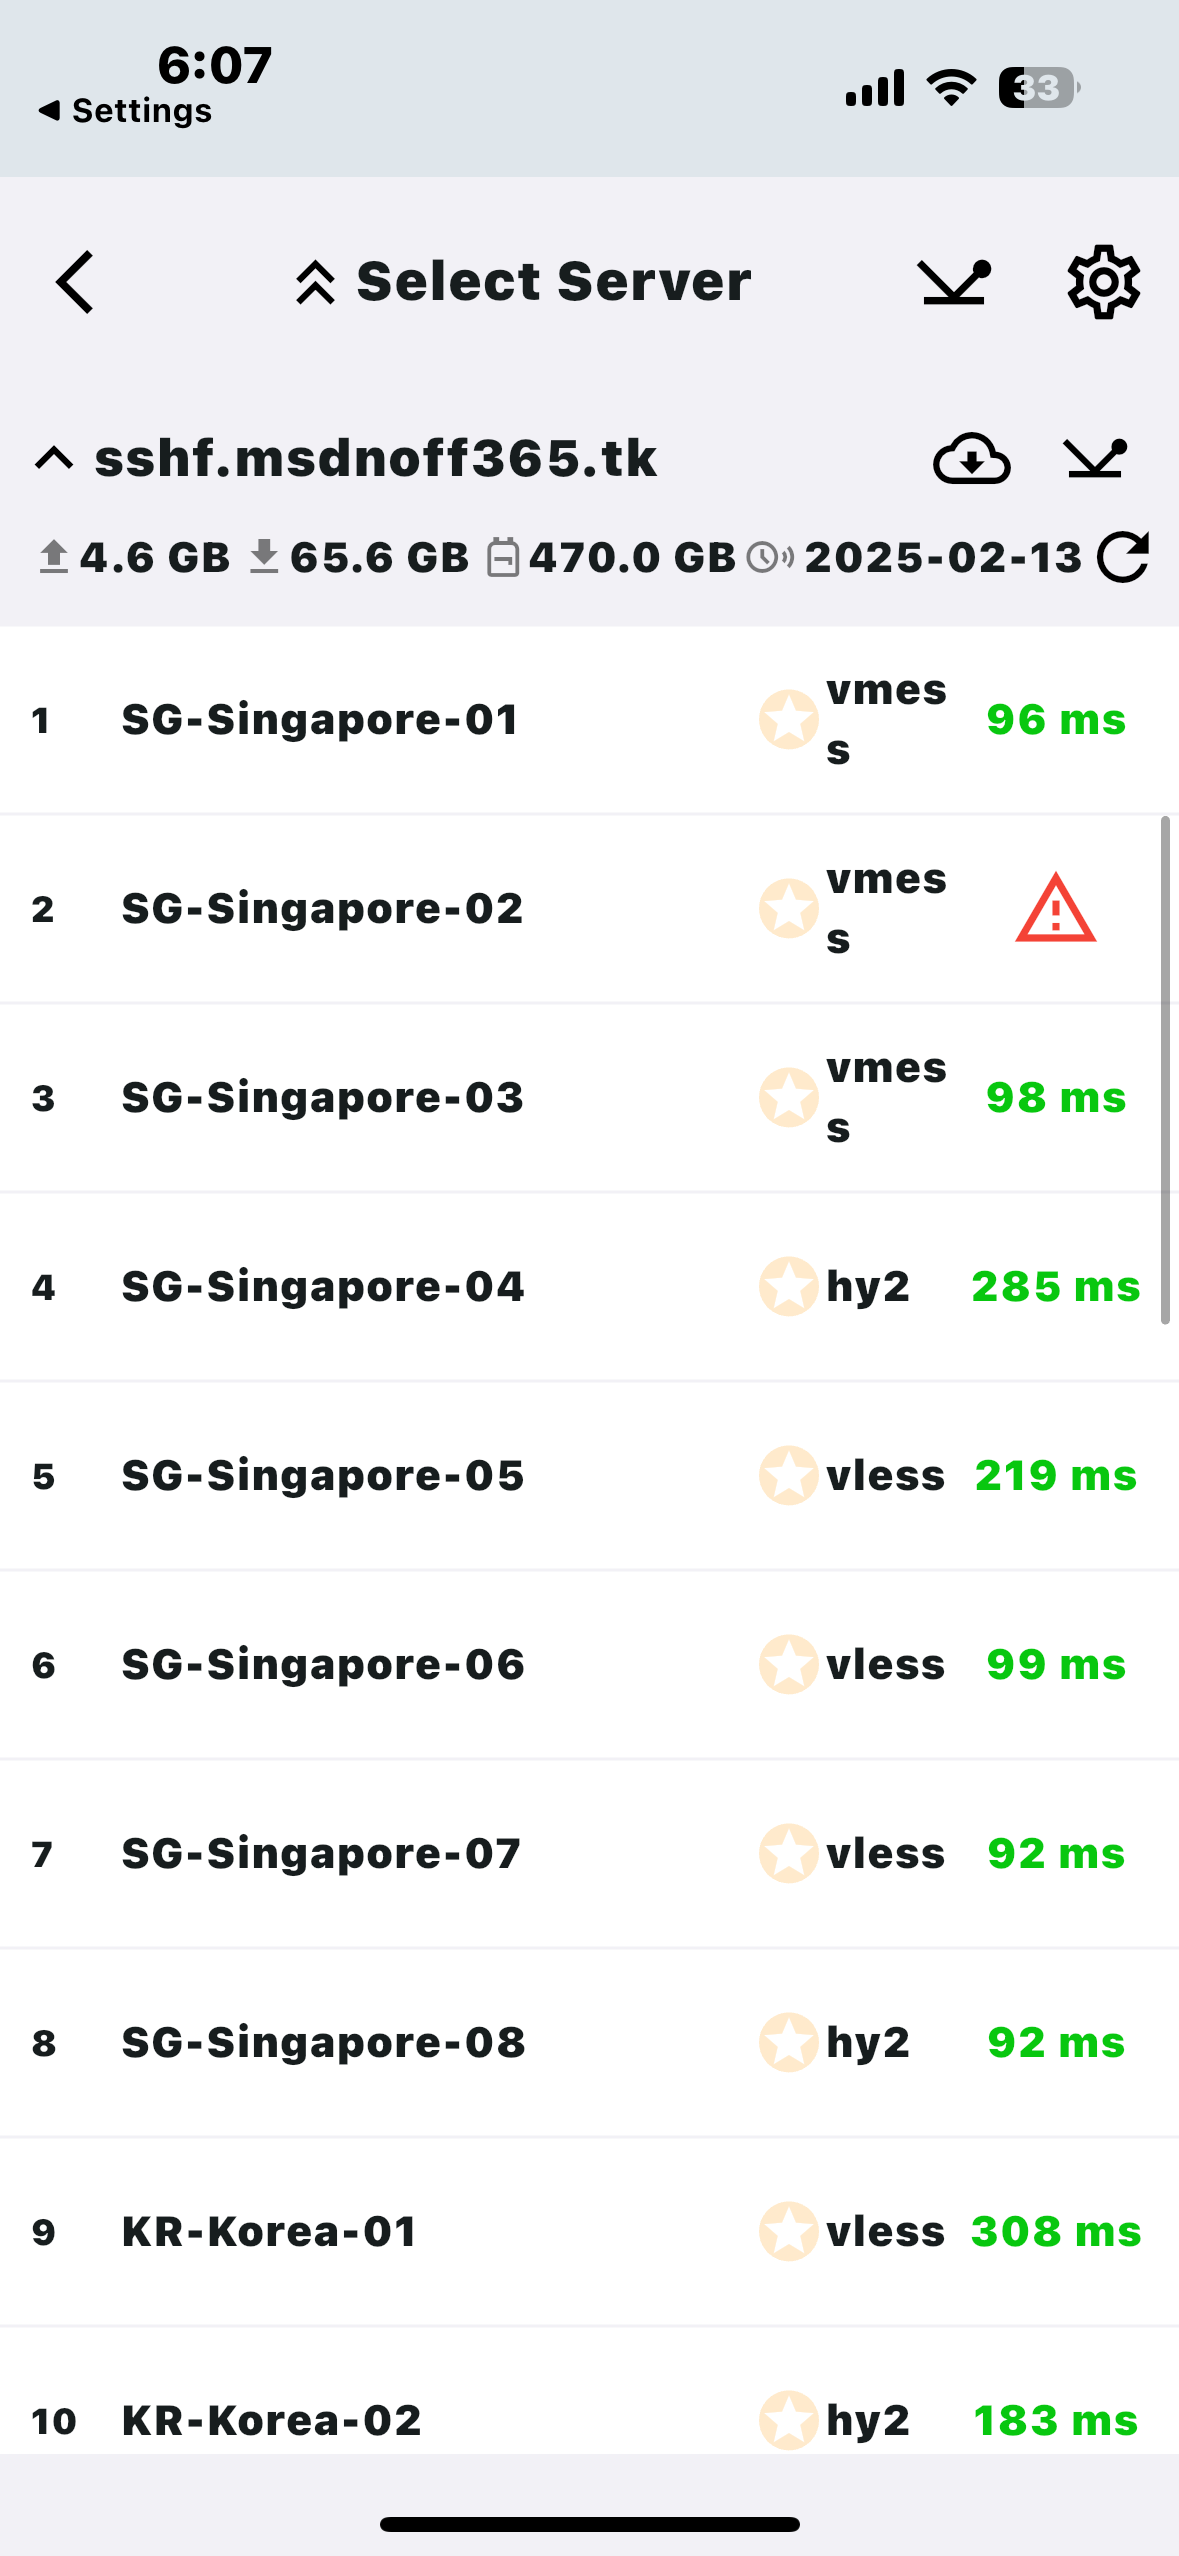 6:07
33
◀ Settings
Select Server
sshf.msdnoff365.tk
4.6 GB 65.6 GB 470.0 GB 2025-02-13
1 SG-Singapore-01 vmess 96 ms
2 SG-Singapore-02 vmess
3 SG-Singapore-03 vmess 98 ms
4 SG-Singapore-04 hy2 285 ms
5 SG-Singapore-05 vless 219 ms
6 SG-Singapore-06 vless 99 ms
7 SG-Singapore-07 vless 92 ms
8 SG-Singapore-08 hy2 92 ms
9 KR-Korea-01 vless 308 ms
10 KR-Korea-02 hy2 183 ms